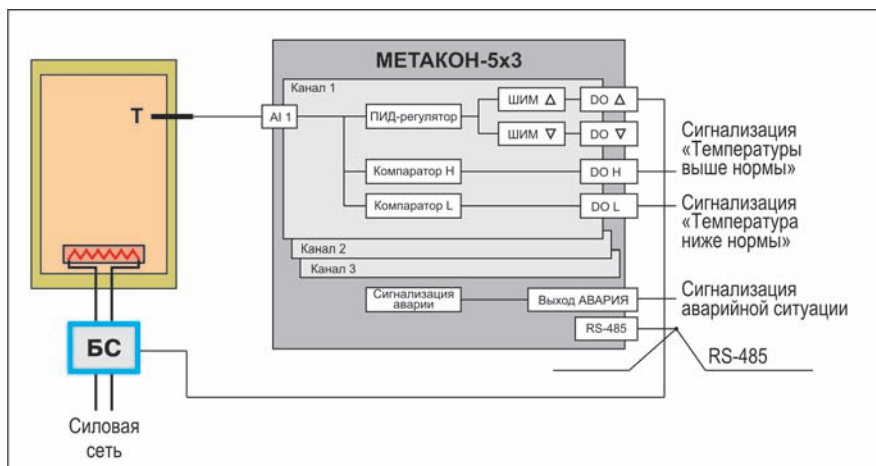 МЕТАКОН-5х3
Канал 1
T
AI 1
ПИД-регулятор
ШИМ Δ
DO Δ
ШИМ ∇
DO ∇
Компаратор H
DO H
Компаратор L
DO L
Сигнализация
«Температуры
выше нормы»
Сигнализация
«Температура
ниже нормы»
Канал 2
Канал 3
Сигнализация
аварии
Выход АВАРИЯ
Сигнализация
аварийной ситуации
RS-485
RS-485
БС
Силовая
сеть